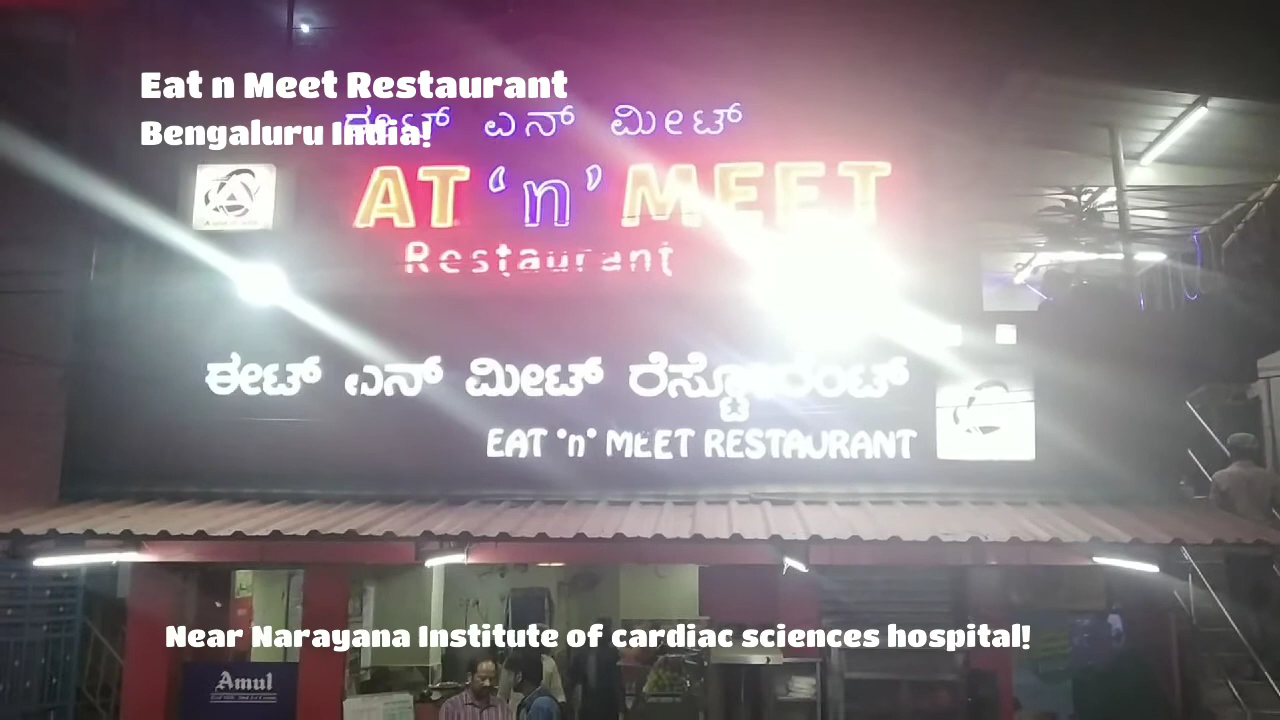 Eat n Meet Restaurant
ಈಟ್ ಎನ್ ಮೀಟ್
Bengaluru India!
AT 'n' MEET
Restaurant
ಈಟ್ ಎನ್ ಮೀಟ್ ರೆಸ್ಟೋರೆಂಟ್
EAT 'n' MEET RESTAURANT
Near Narayana Institute of cardiac sciences hospital!
Amul